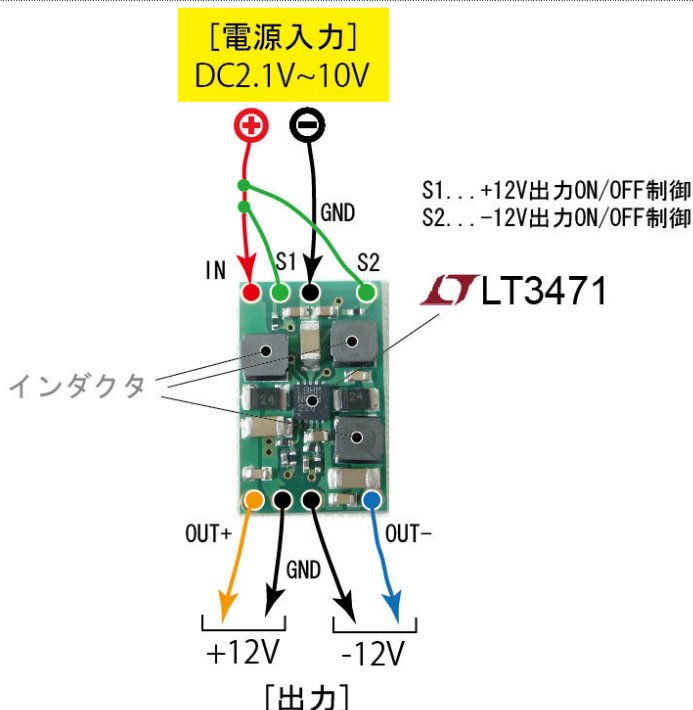 [電源入力]
DC2.1V~10V
S1...+12V出力ON/OFF制御
S2...-12V出力ON/OFF制御
GND
IN
S1
S2
LT3471
インダクタ
24
24
OUT+
OUT-
GND
+12V
-12V
[出力]